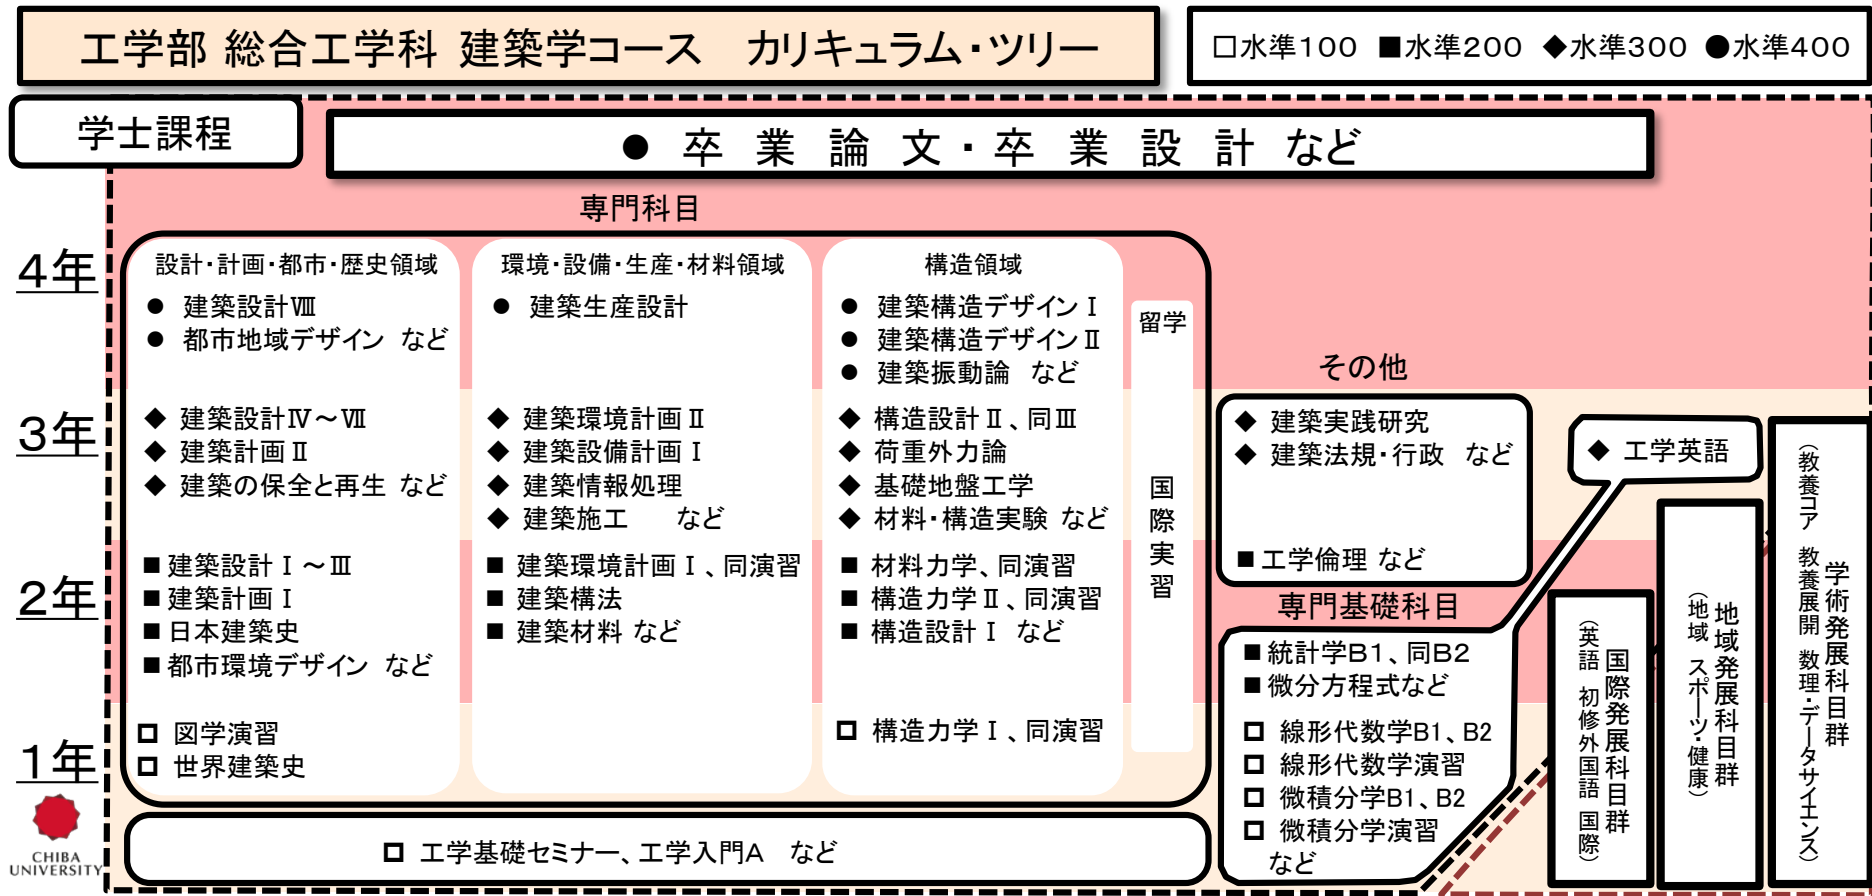 工学部 総合工学科 建築学コース　カリキュラム・ツリー
□水準100 ■水準200 ◆水準300 ●水準400
学士課程
● 卒業論文・卒業設計 など
専門科目
4年
3年
2年
1年
設計・計画・都市・歴史領域
● 建築設計Ⅷ
● 都市地域デザイン など
◆ 建築設計Ⅳ～Ⅶ
◆ 建築計画Ⅱ
◆ 建築の保全と再生 など
■ 建築設計Ⅰ～Ⅲ
■ 建築計画Ⅰ
■ 日本建築史
■ 都市環境デザイン など
□ 図学演習
□ 世界建築史
環境・設備・生産・材料領域
● 建築生産設計
◆ 建築環境計画Ⅱ
◆ 建築設備計画Ⅰ
◆ 建築情報処理
◆ 建築施工　など
■ 建築環境計画Ⅰ、同演習
■ 建築構法
■ 建築材料 など
構造領域
● 建築構造デザインⅠ
● 建築構造デザインⅡ
● 建築振動論 など
◆ 構造設計Ⅱ、同Ⅲ
◆ 荷重外力論
◆ 基礎地盤工学
◆ 材料・構造実験 など
■ 材料力学、同演習
■ 構造力学Ⅱ、同演習
■ 構造設計Ⅰ など
□ 構造力学Ⅰ、同演習
留学
国際実習
□ 工学基礎セミナー、工学入門A　など
その他
◆ 建築実践研究
◆ 建築法規・行政 など
■ 工学倫理 など
◆ 工学英語
専門基礎科目
■ 統計学B1、同B2
■ 微分方程式など
□ 線形代数学B1、B2
□ 線形代数学演習
□ 微積分学B1、B2
□ 微積分学演習
など
国際発展科目群
（英語 初修外国語 国際）
地域発展科目群
（地域 スポーツ・健康）
学術発展科目群
（教養コア 教養展開 数理・データサイエンス）
CHIBA
UNIVERSITY